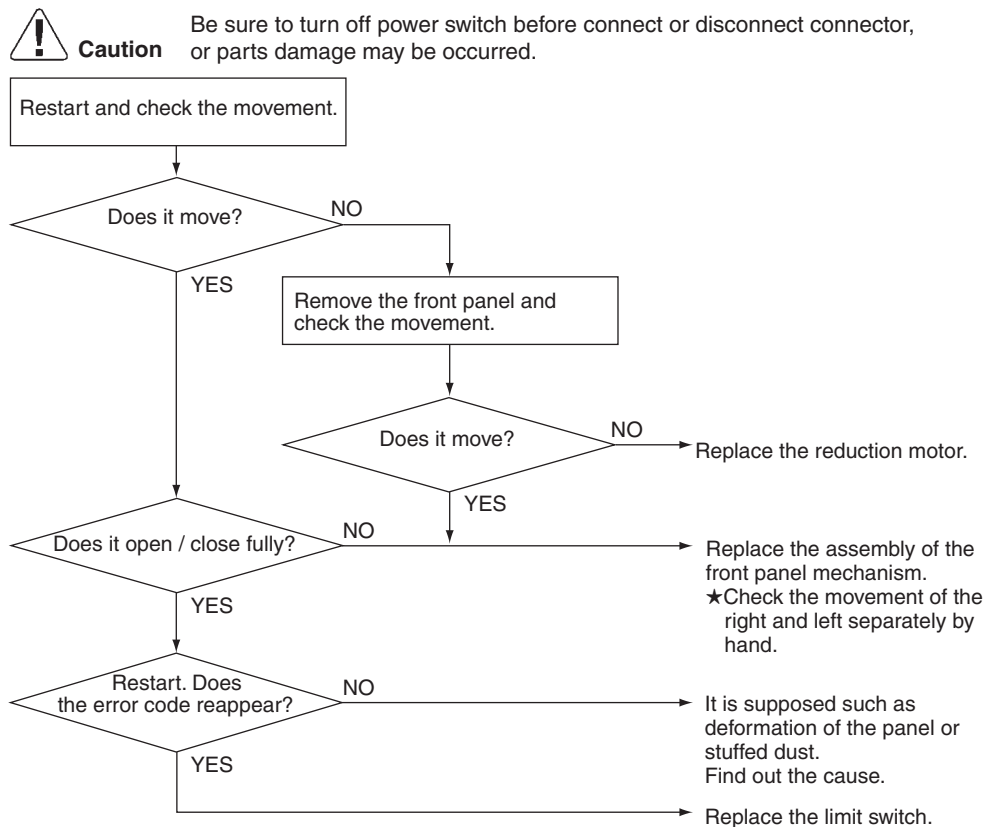 Be sure to turn off power switch before connect or disconnect connector,
Caution or parts damage may be occurred.
Restart and check the movement.
Does it move?
NO
YES
Remove the front panel and
check the movement.
Does it move?
NO
Replace the reduction motor.
YES
Does it open / close fully?
NO
Replace the assembly of the
front panel mechanism.
★Check the movement of the
right and left separately by
hand.
YES
Restart. Does
the error code reappear?
NO
It is supposed such as
deformation of the panel or
stuffed dust.
Find out the cause.
YES
Replace the limit switch.